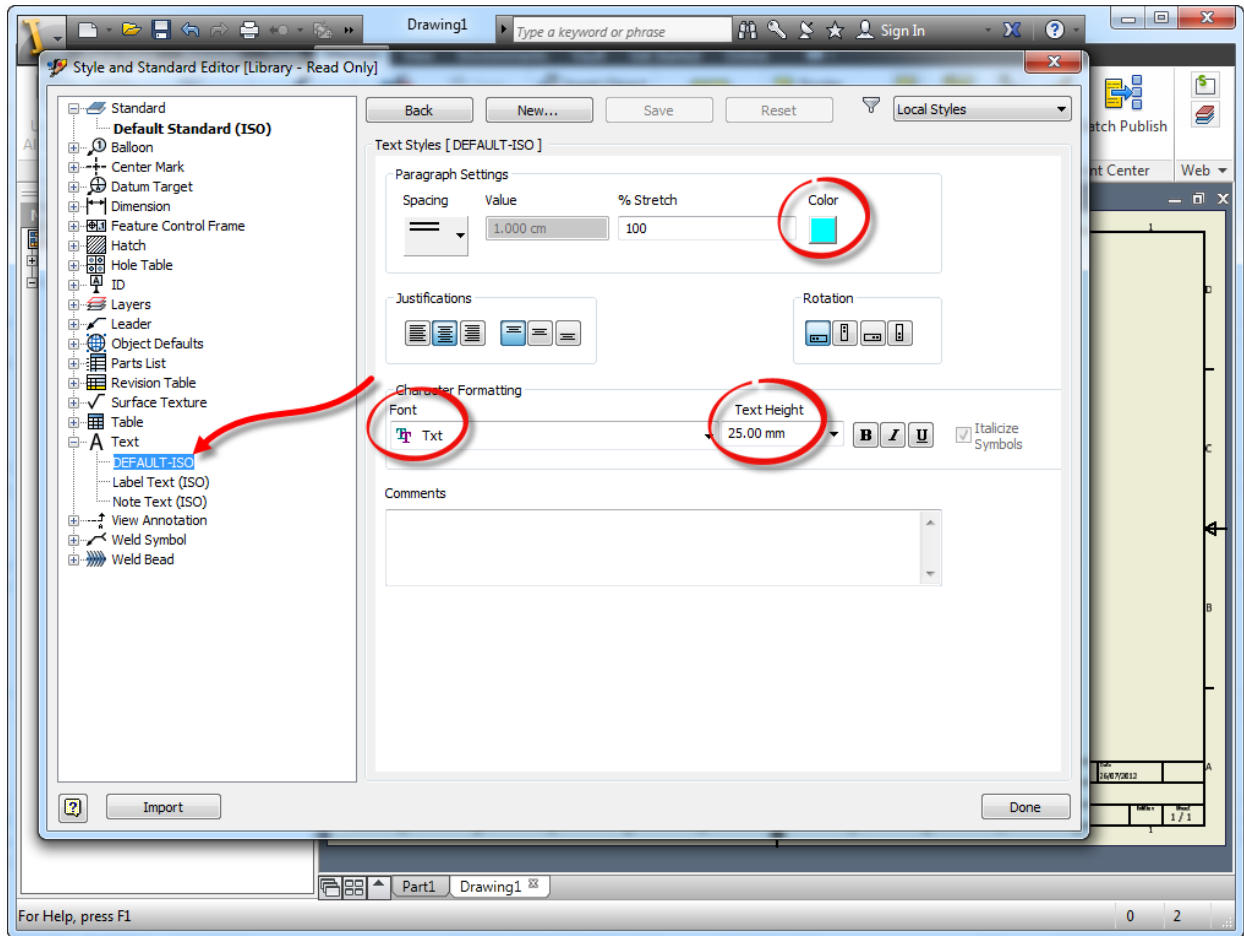 Drawing1
Type a keyword or phrase
Sign In
Style and Standard Editor [Library - Read Only]
Standard
Default Standard (ISO)
Balloon
Center Mark
Datum Target
Dimension
Feature Control Frame
Hatch
Hole Table
ID
Layers
Leader
Object Defaults
Parts List
Revision Table
Surface Texture
Table
Text
DEFAULT-ISO
Label Text (ISO)
Note Text (ISO)
View Annotation
Weld Symbol
Weld Bead
Back New... Save Reset Local Styles
Text Styles [ DEFAULT-ISO ]
Paragraph Settings
Spacing Value % Stretch Color
1.000 cm 100
Justifications Rotation
Character Formatting
Font Text Height
Txt 25.00 mm B I U Italicize
Symbols
Comments
Import Done
atch Publish
nt Center Web
1
D
C
B
A
26/07/2012
Sheet
1 / 1
1
Part1 Drawing1
For Help, press F1 0 2